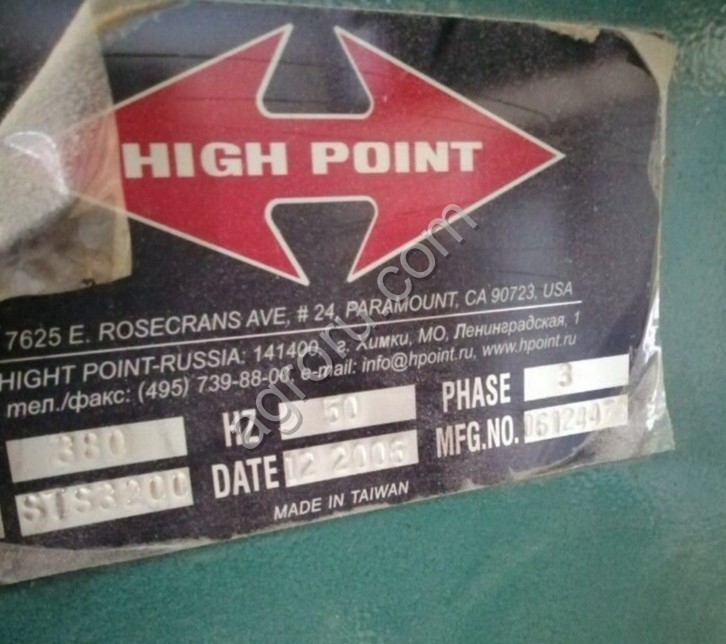 HIGH POINT
7625 E. ROSECRANS AVE, # 24, PARAMOUNT, CA 90723, USA
HIGHT POINT-RUSSIA: 141400, г. Химки, МО, Ленинградская, 1
тел./факс: (495) 739-88-00, e-mail: info@hpoint.ru, www.hpoint.ru
380 HZ 50 PHASE 3
STS3200 DATE 12 2006 MFG.NO.
MADE IN TAIWAN
agroru.com